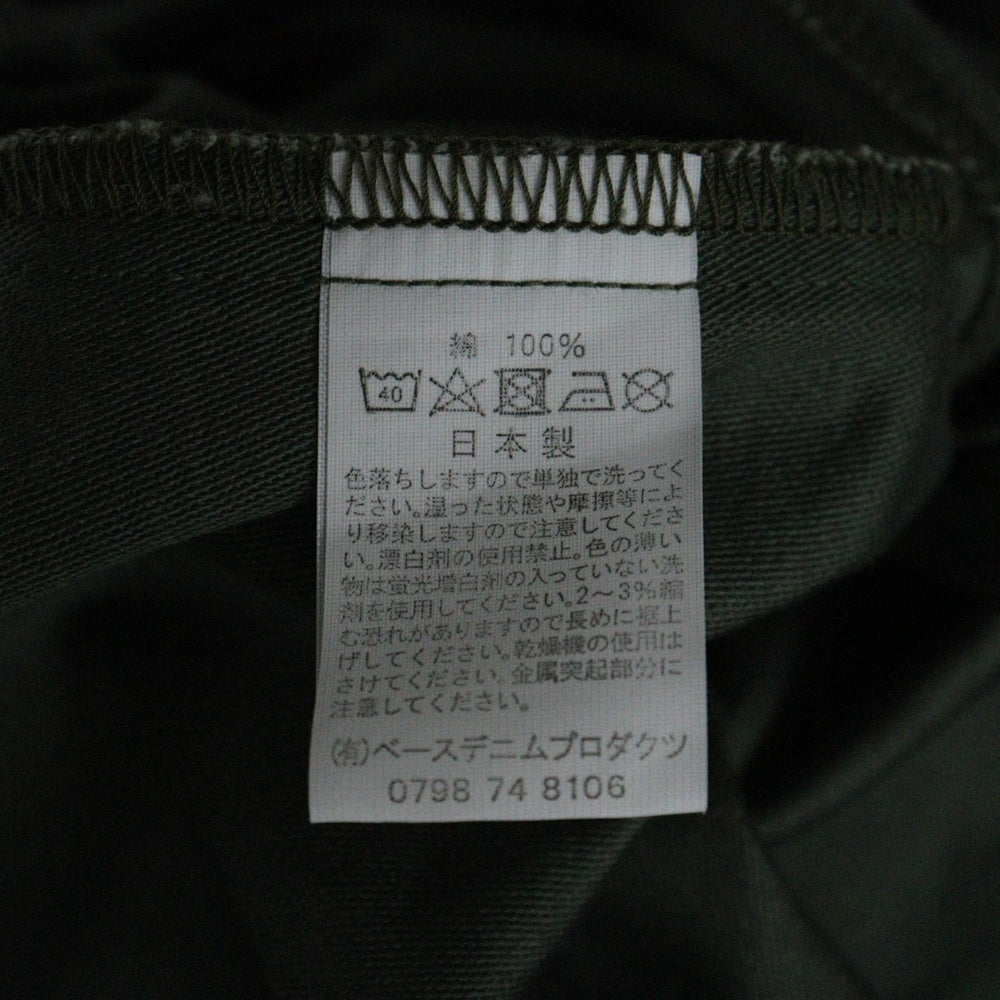 綿 100%
40
日本製
色落ちしますので単独で洗ってく
ださい。湿った状態や摩擦等によ
り移染しますので注意してくださ
い。漂白剤の使用禁止。色の薄い
物は蛍光増白剤の入っていない洗
剤を使用してください。2～3%縮
む恐れがありますので長めに裾上
げしてください。乾燥機の使用は
さけてください。金属突起部分に
注意してください。
(有)ベースデニムプロダクツ
0798 74 8106